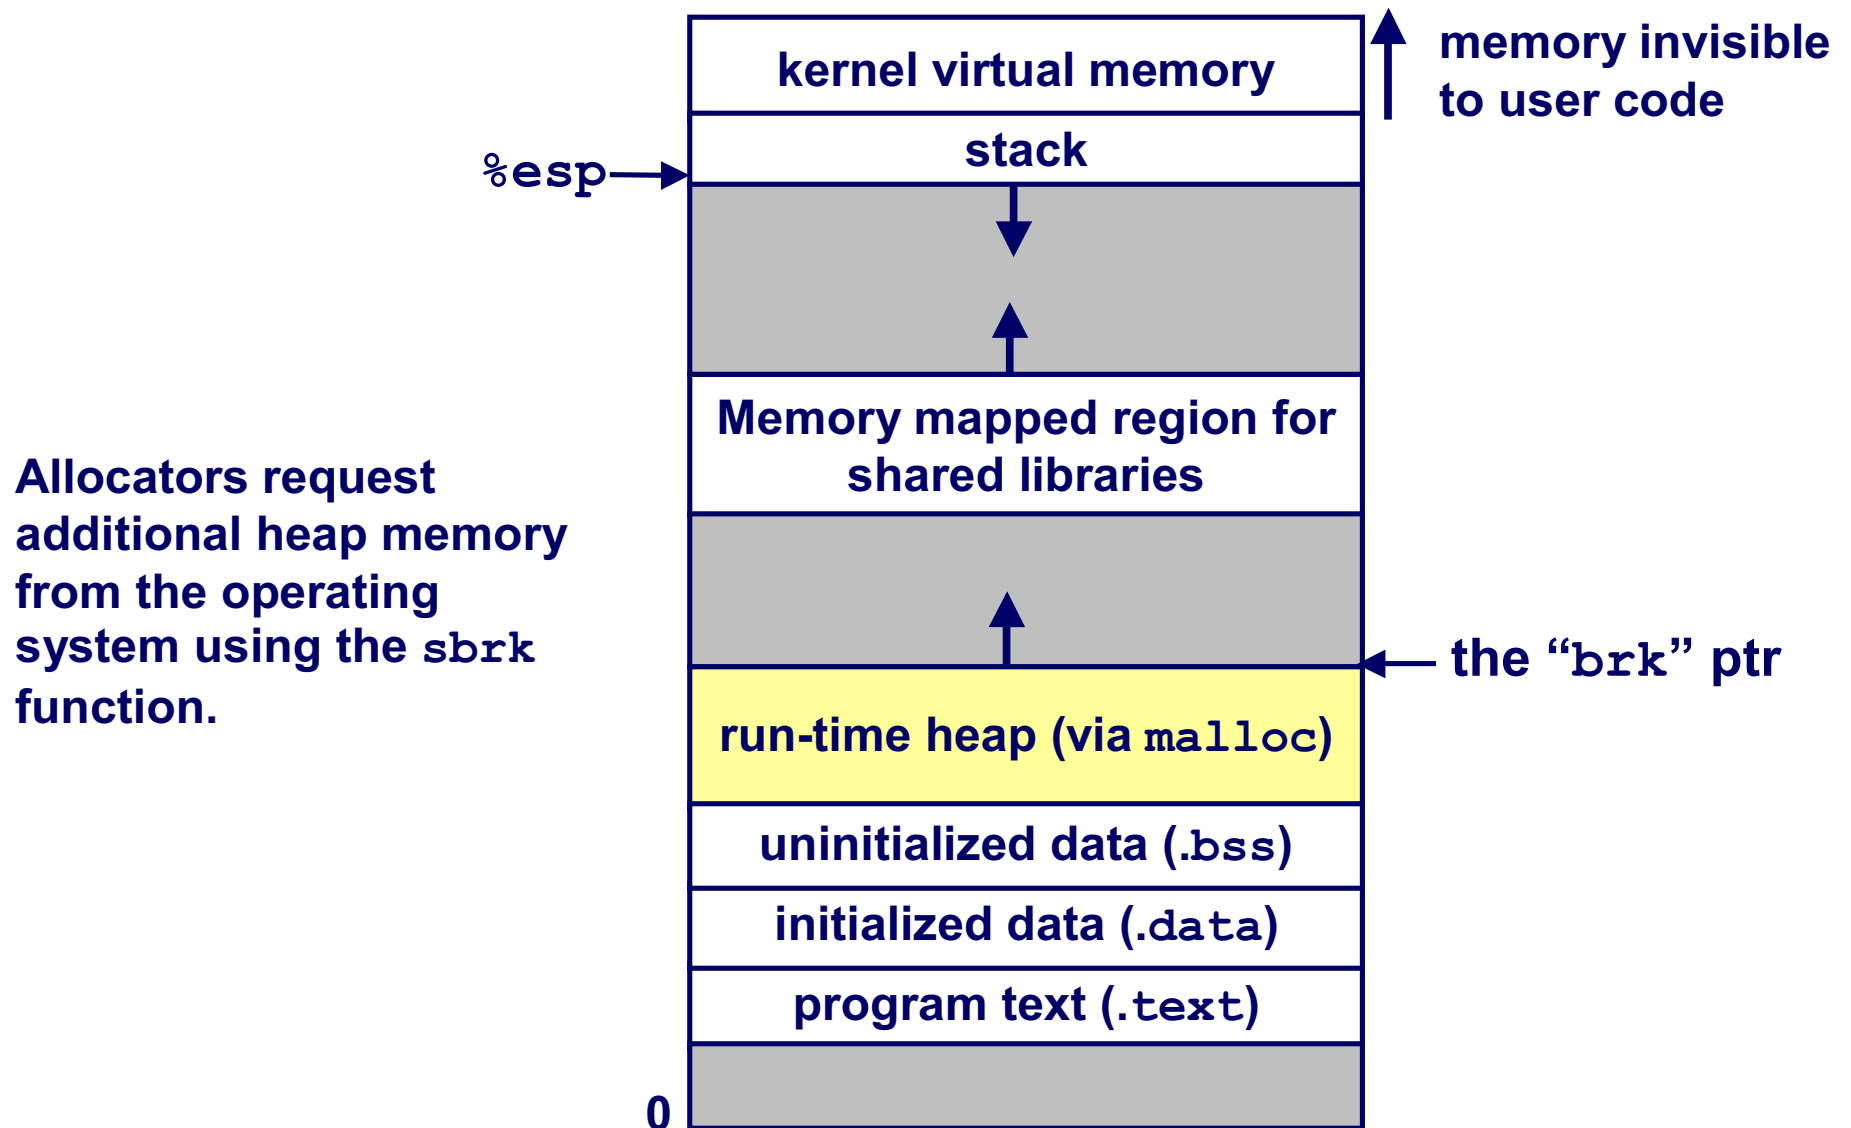 kernel virtual memory
memory invisible
to user code
stack
%esp
Memory mapped region for
shared libraries
Allocators request
additional heap memory
from the operating
system using the sbrk
function.
the “brk” ptr
run-time heap (via malloc)
uninitialized data (.bss)
initialized data (.data)
program text (.text)
0